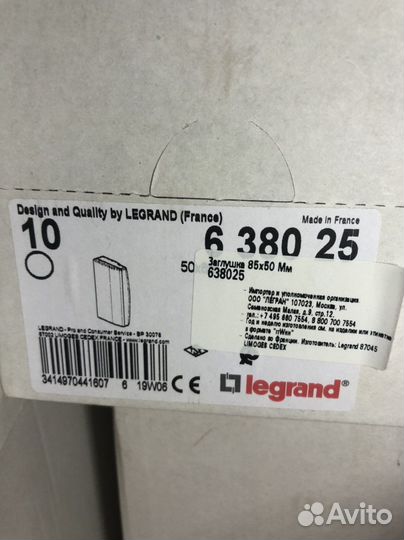 Design and Quality by LEGRAND (France)
Made in France
10
6 380 25
50
Заглушка 85x50 Мм
638025
- Импортер и уполномоченная организация
ООО "ЛЕГРАН" 107023, Москва, ул.
Семеновская Малая, д.9, стр.12.
тел.: +7 495 660 7554, 8 800 700 7554
- Год и неделю изготовления см. на изделии или этикетке
в формате "nWnn"
- Сделано во Франции. Изготовитель: Legrand 87045
LIMOGES CEDEX
LEGRAND - Pro and Consumer Service - BP 30076
87002 LIMOGES CEDEX FRANCE - www.legrand.com
3414970441607 6 19W06 CE
legrand
Avito